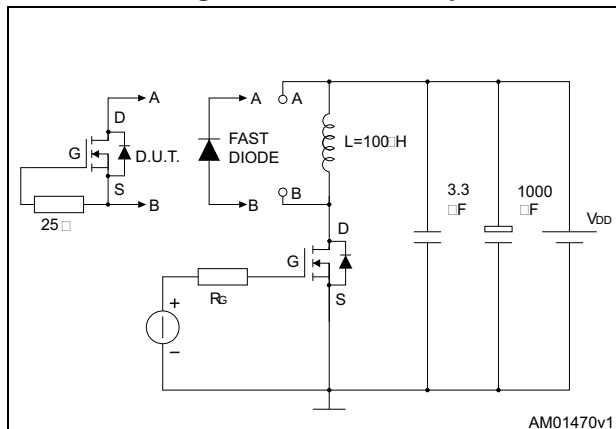 A
D
G
D.U.T.
S
B
25 □
A
FAST
DIODE
B
A
L=100□H
B
D
G
S
RG
+
–
3.3
□F
1000
□F
VDD
AM01470v1